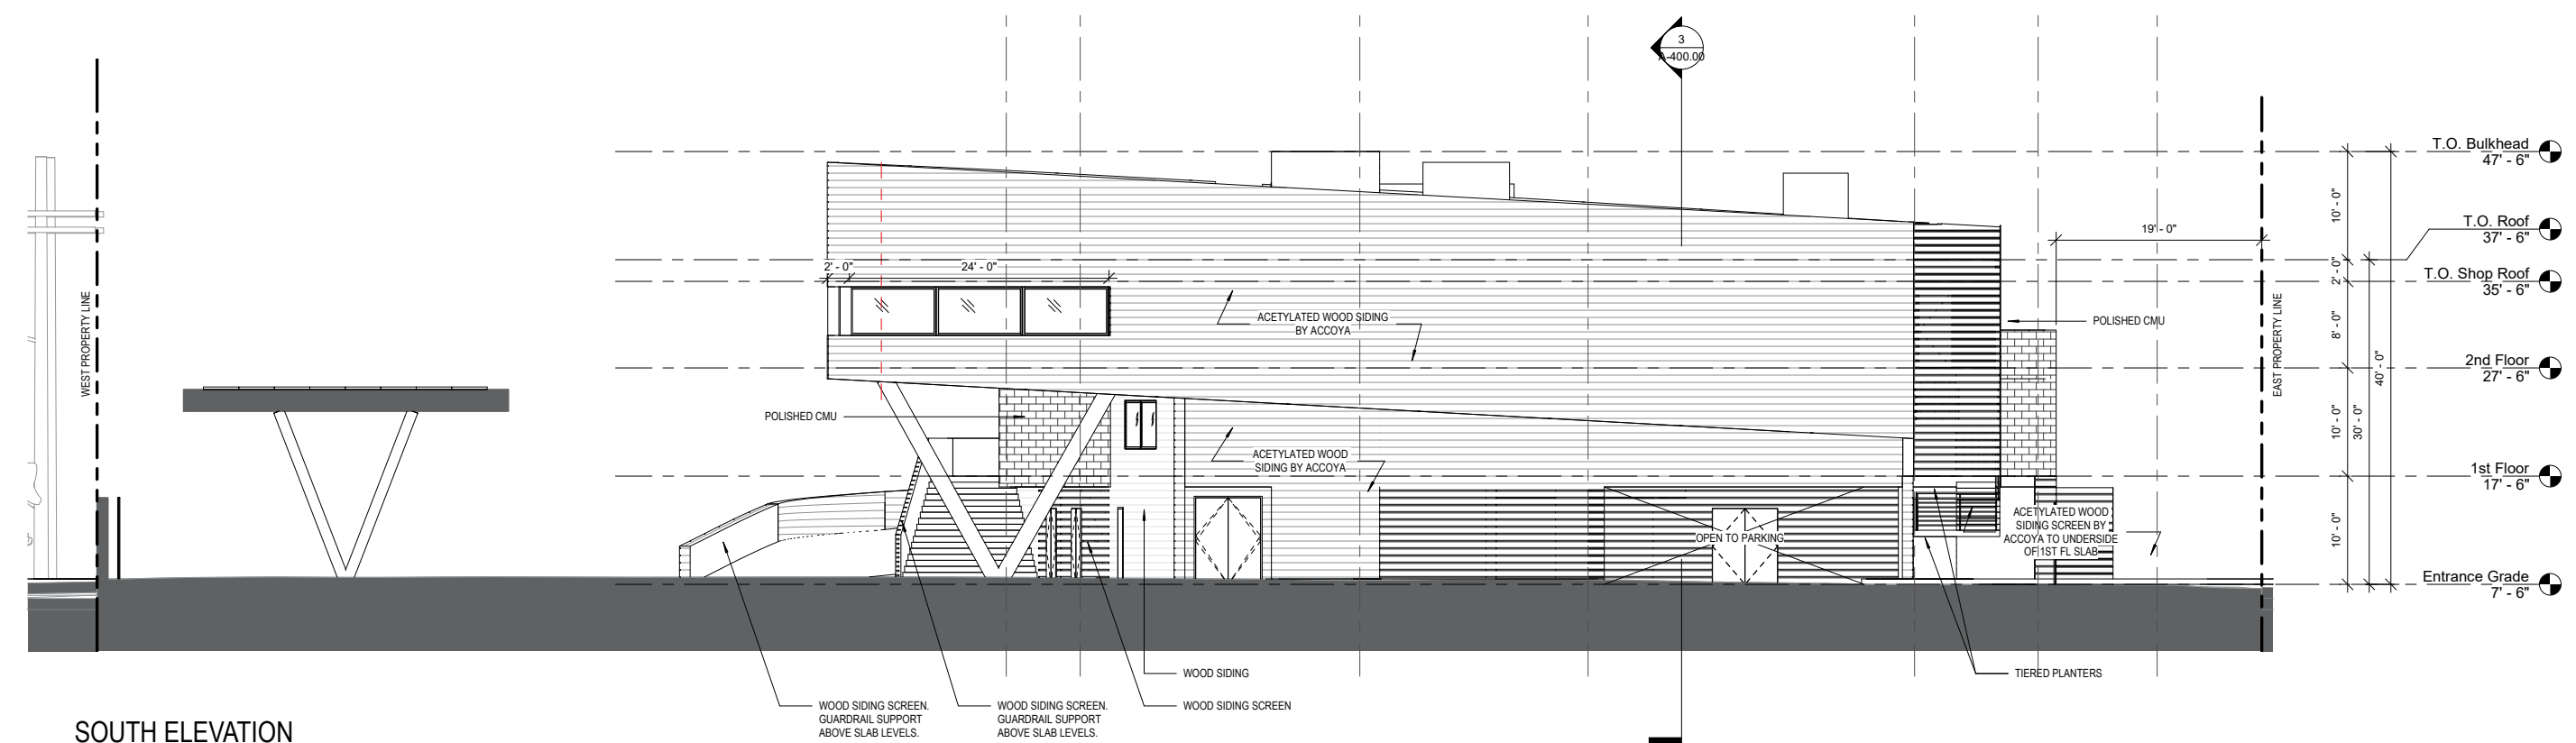 3
A-400.00
T.O. Bulkhead
47' - 6"
10' - 0"
T.O. Roof
37' - 6"
19' - 0"
2' - 0"
24' - 0"
2' - 0"
T.O. Shop Roof
35' - 6"
WEST PROPERTY LINE
EAST PROPERTY LINE
ACETYLATED WOOD SIDING
BY ACCOYA
POLISHED CMU
8' - 0"
2nd Floor
27' - 6"
40' - 0"
POLISHED CMU
10' - 0"
30' - 0"
ACETYLATED WOOD
SIDING BY ACCOYA
1st Floor
17' - 6"
ACETYLATED WOOD
SIDING SCREEN BY
ACCOYA TO UNDERSIDE
OF 1ST FL SLAB
OPEN TO PARKING
10' - 0"
Entrance Grade
7' - 6"
WOOD SIDING
TIERED PLANTERS
WOOD SIDING SCREEN.
GUARDRAIL SUPPORT
ABOVE SLAB LEVELS.
WOOD SIDING SCREEN.
GUARDRAIL SUPPORT
ABOVE SLAB LEVELS.
WOOD SIDING SCREEN
SOUTH ELEVATION